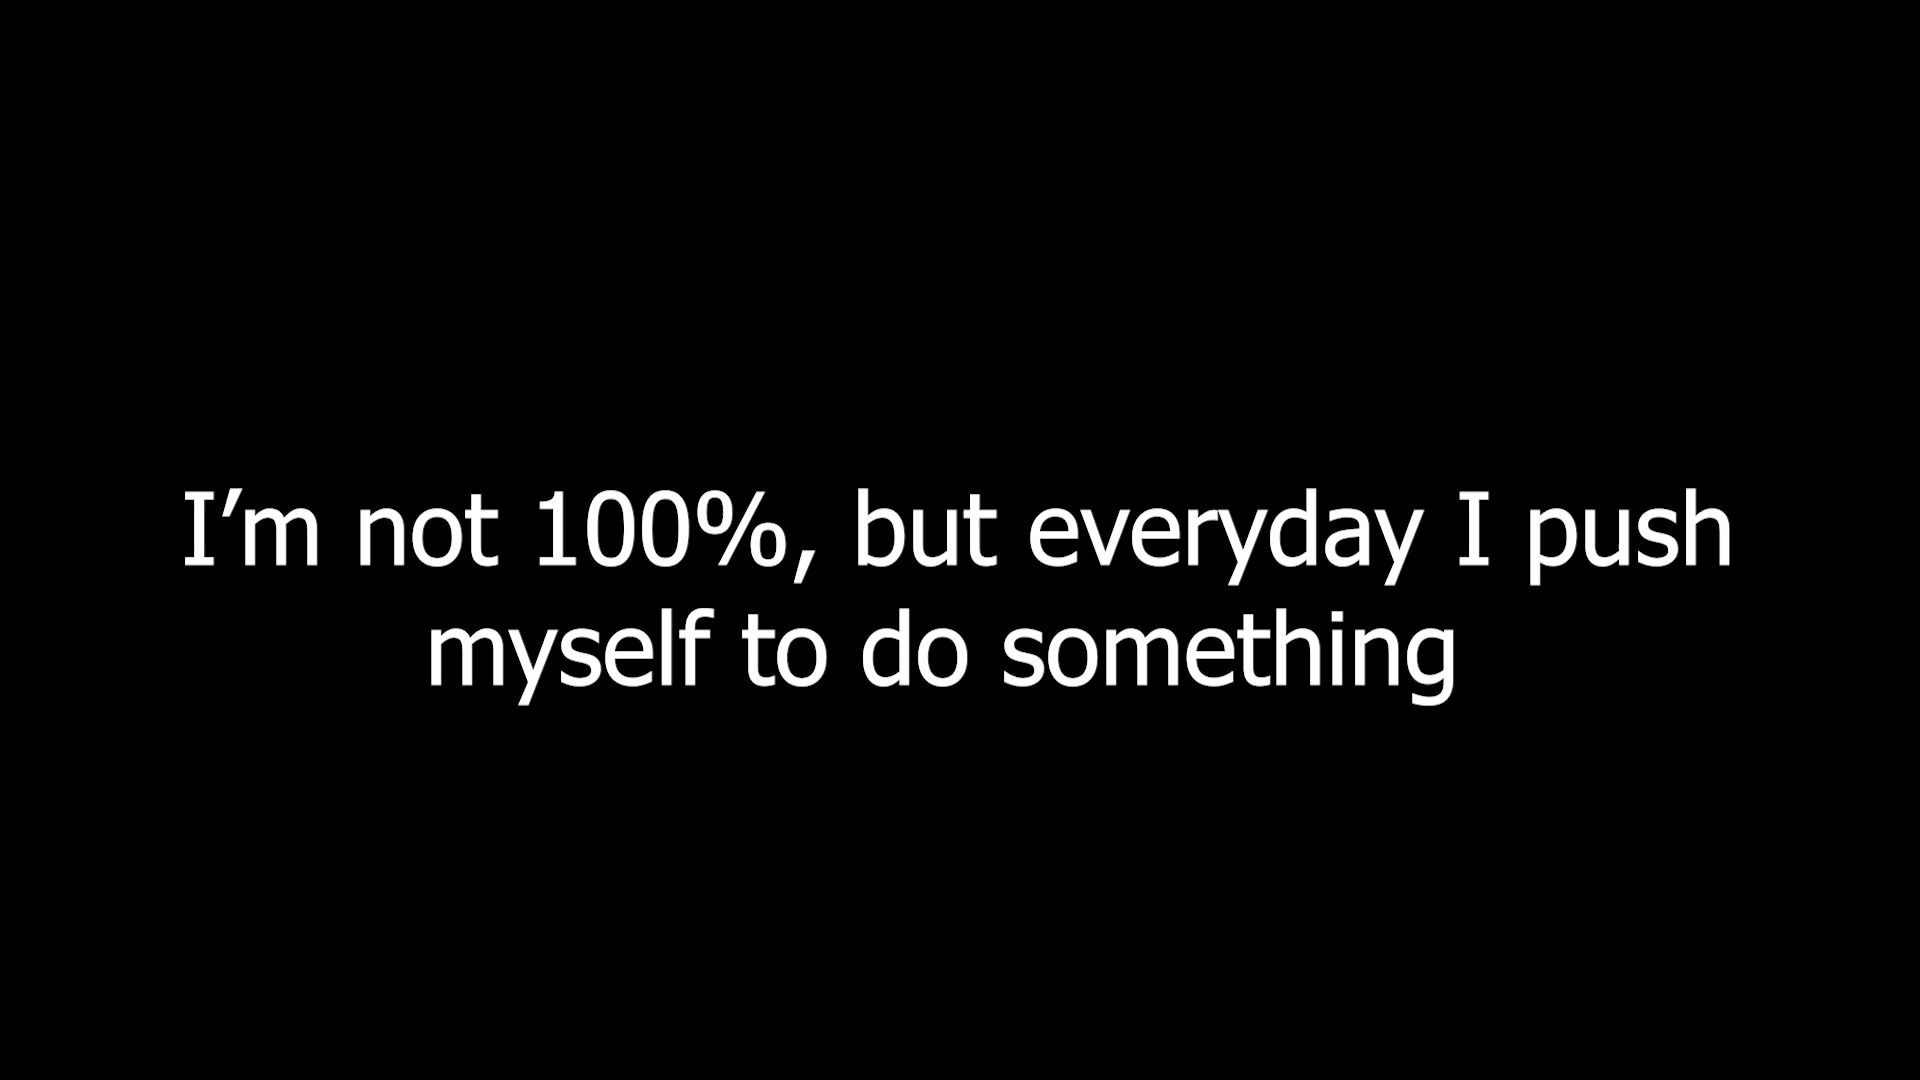 I’m not 100%, but everyday I push
myself to do something